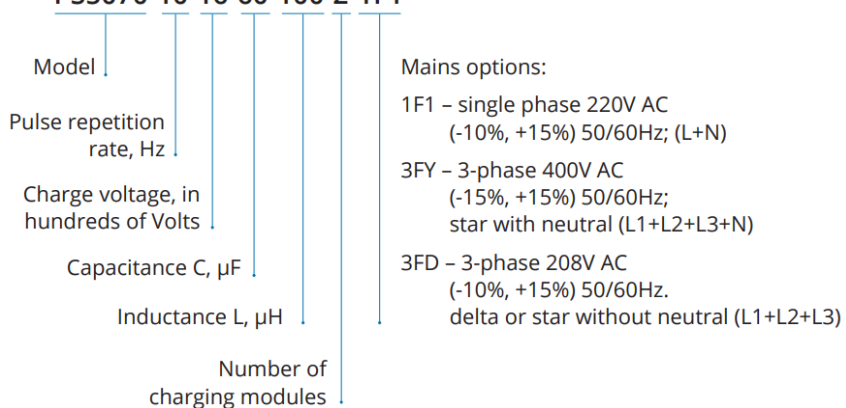 Model
Mains options:
1F1 – single phase 220V AC
(-10%, +15%) 50/60Hz; (L+N)
Pulse repetition
rate, Hz
3FY – 3-phase 400V AC
(-15%, +15%) 50/60Hz;
star with neutral (L1+L2+L3+N)
Charge voltage, in
hundreds of Volts
Capacitance C, μF
3FD – 3-phase 208V AC
(-10%, +15%) 50/60Hz.
delta or star without neutral (L1+L2+L3)
Inductance L, μH
Number of
charging modules